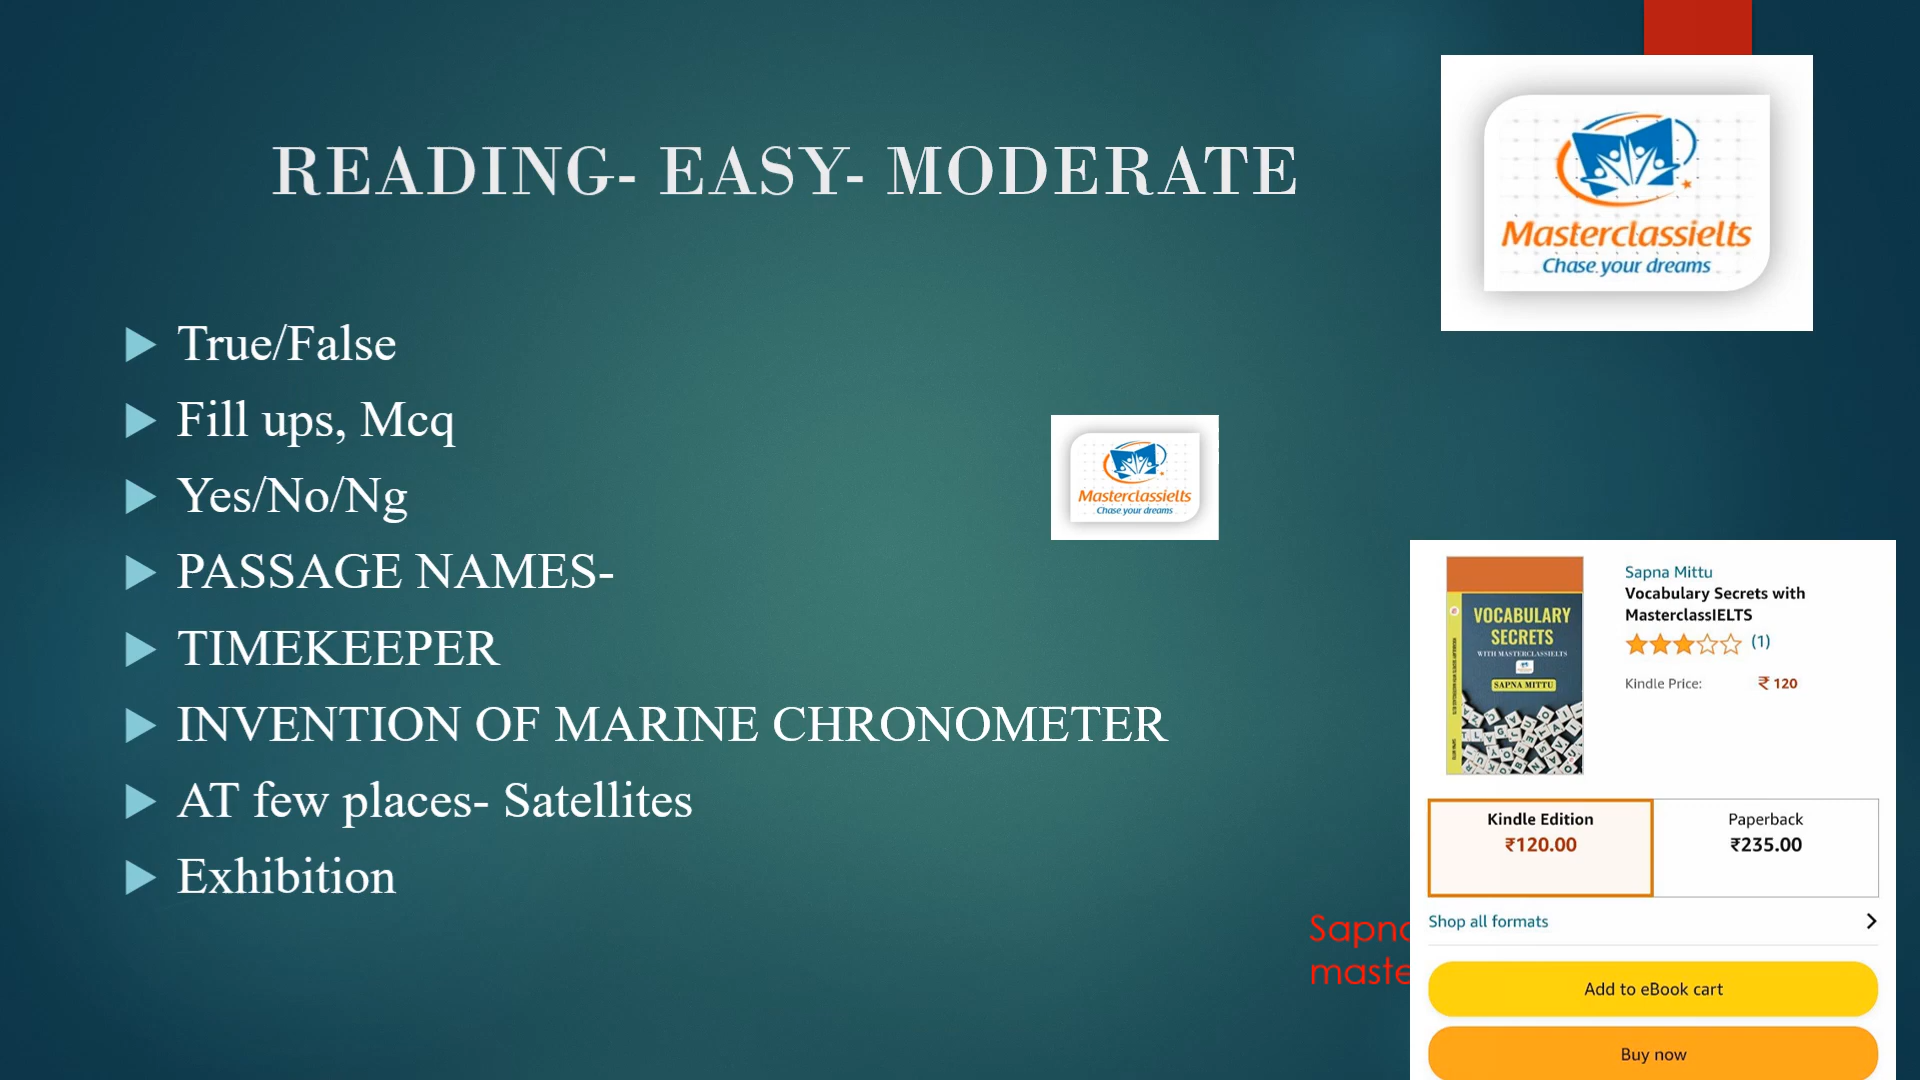 READING- EASY- MODERATE
Masterclassielts
Chase your dreams
True/False
Fill ups, Mcq
Yes/No/Ng
PASSAGE NAMES-
TIMEKEEPER
INVENTION OF MARINE CHRONOMETER
AT few places- Satellites
Exhibition
Masterclassielts
Chase your dreams
VOCABULARY
SECRETS
WITH MASTERCLASSIELTS
SAPNA MITTU
Sapna Mittu
Vocabulary Secrets with
MasterclassIELTS
(1)
Kindle Price: ₹ 120
Kindle Edition
₹120.00
Paperback
₹235.00
Shop all formats
Add to eBook cart
Buy now